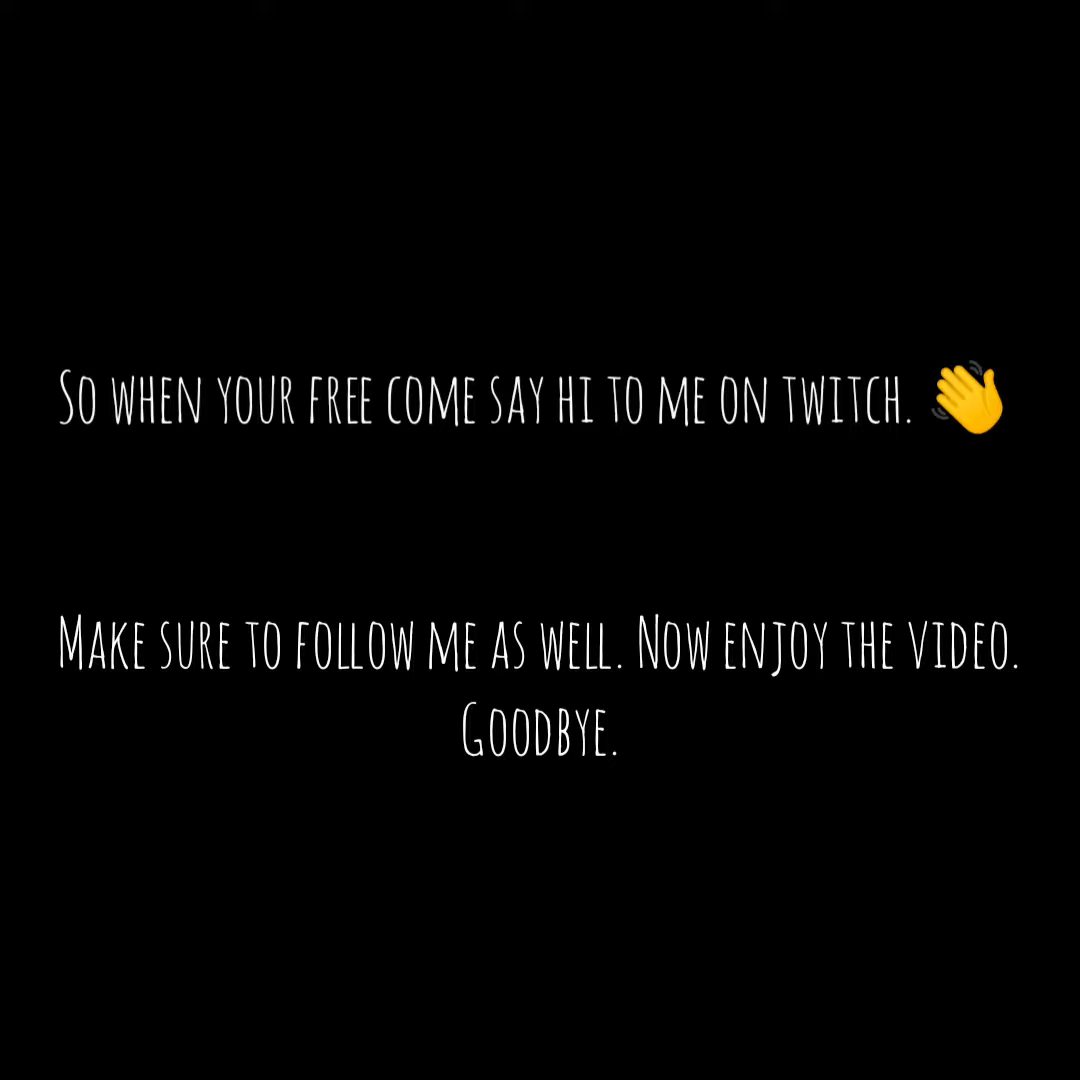 So when your free come say hi to me on twitch. 👋
Make sure to follow me as well. Now enjoy the video.
Goodbye.